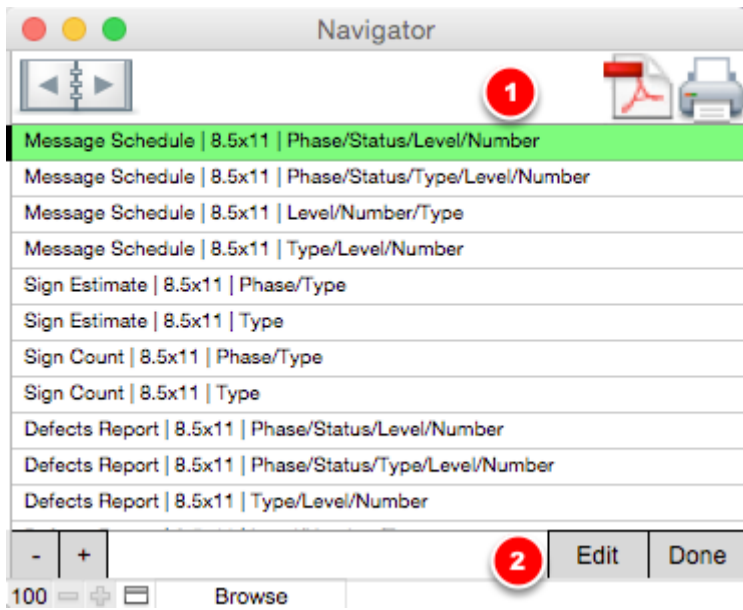 Navigator
1
Message Schedule | 8.5x11 | Phase/Status/Level/Number
Message Schedule | 8.5x11 | Phase/Status/Type/Level/Number
Message Schedule | 8.5x11 | Level/Number/Type
Message Schedule | 8.5x11 | Type/Level/Number
Sign Estimate | 8.5x11 | Phase/Type
Sign Estimate | 8.5x11 | Type
Sign Count | 8.5x11 | Phase/Type
Sign Count | 8.5x11 | Type
Defects Report | 8.5x11 | Phase/Status/Level/Number
Defects Report | 8.5x11 | Phase/Status/Type/Level/Number
Defects Report | 8.5x11 | Type/Level/Number
- + 2 Edit Done
100 Browse